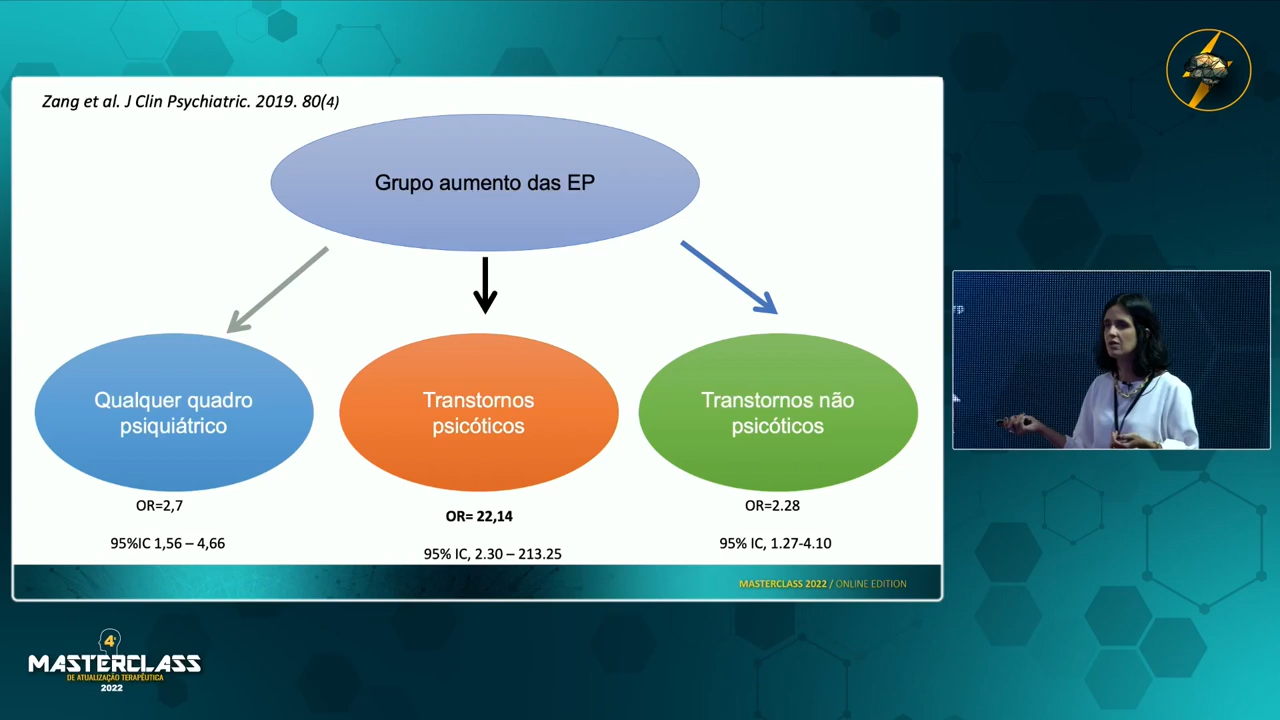 Zang et al. J Clin Psychiatric. 2019. 80(4)
Grupo aumento das EP
Qualquer quadro
psiquiátrico
Transtornos
psicóticos
Transtornos não
psicóticos
OR=2,7
95%IC 1,56 – 4,66
OR= 22,14
95% IC, 2.30 – 213.25
OR=2.28
95% IC, 1.27-4.10
MASTERCLASS 2022 / ONLINE EDITION
4ª
MASTERCLASS
DE ATUALIZAÇÃO TERAPÊUTICA
2022